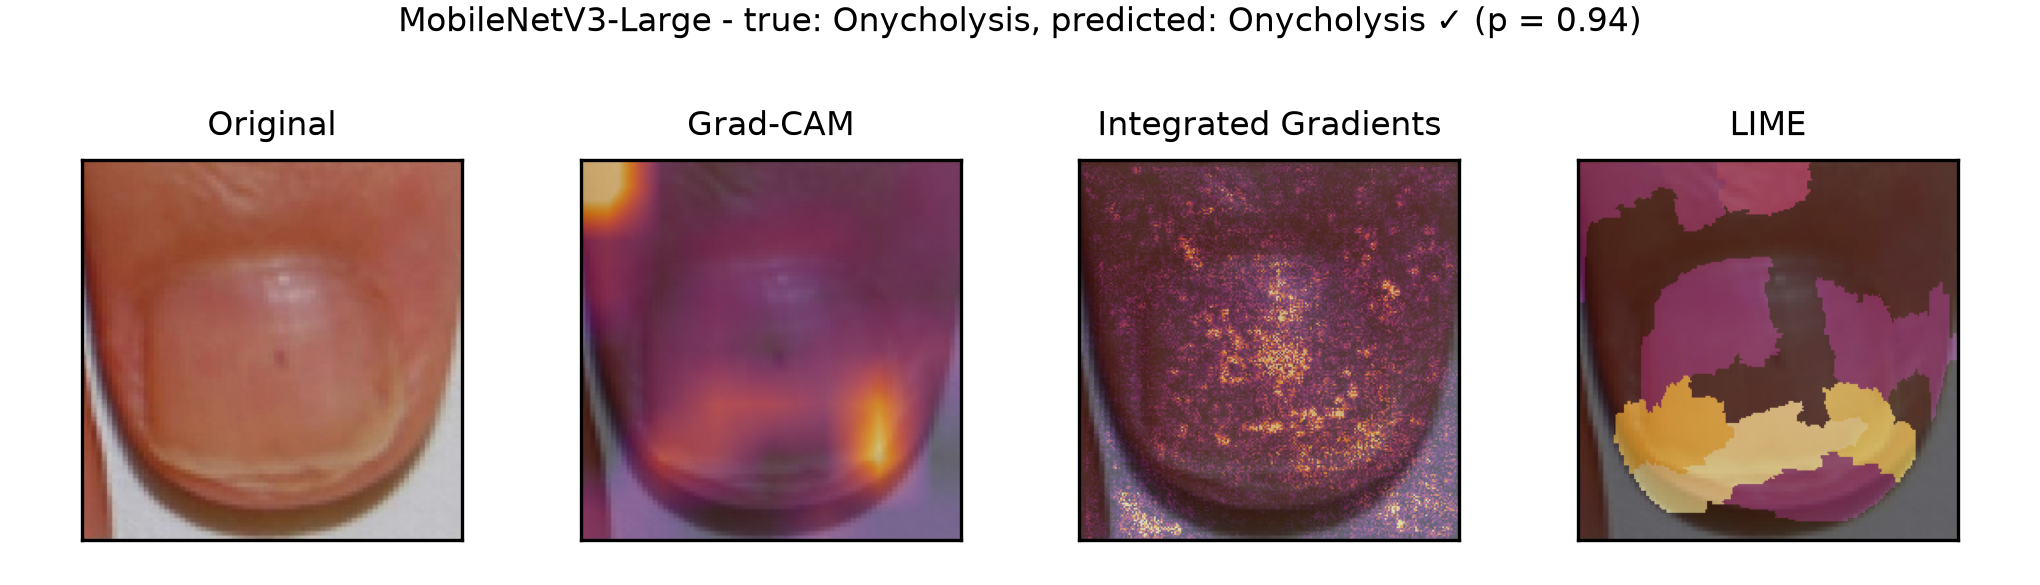 MobileNetV3-Large - true: Onycholysis, predicted: Onycholysis ✓ (p = 0.94)
Original
Grad-CAM
Integrated Gradients
LIME